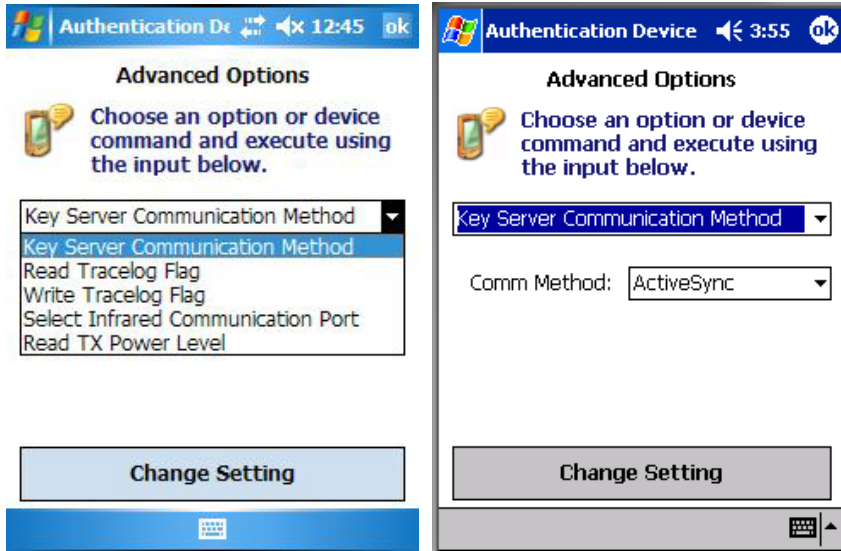 Authentication De 12:45 ok
Advanced Options
Choose an option or device
command and execute using
the input below.
Key Server Communication Method
Key Server Communication Method
Read Tracelog Flag
Write Tracelog Flag
Select Infrared Communication Port
Read TX Power Level
Change Setting
Authentication Device 3:55 ok
Advanced Options
Choose an option or device
command and execute using
the input below.
Key Server Communication Method
Comm Method: ActiveSync
Change Setting